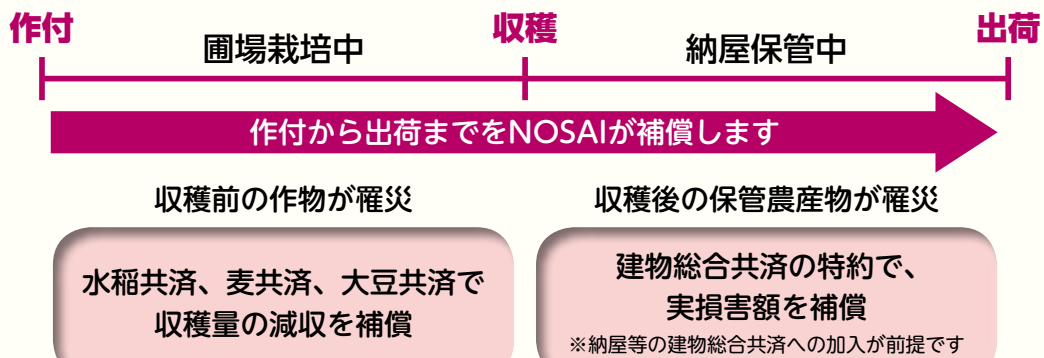 作付
収穫
出荷
圃場栽培中
納屋保管中
作付から出荷までをNOSAIが補償します
収穫前の作物が罹災
収穫後の保管農産物が罹災
水稲共済、麦共済、大豆共済で
収穫量の減収を補償
建物総合共済の特約で、
実損害額を補償
※納屋等の建物総合共済への加入が前提です